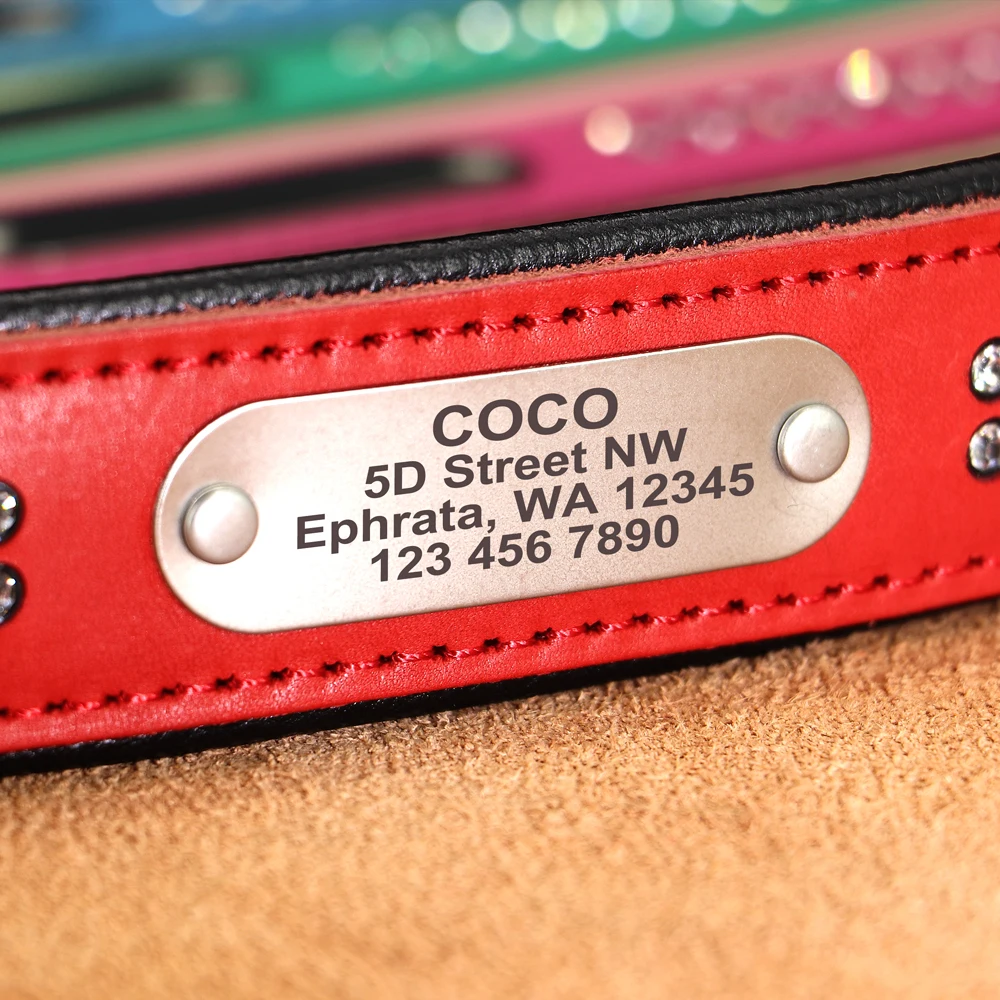 COCO
5D Street NW
Ephrata, WA 12345
123 456 7890